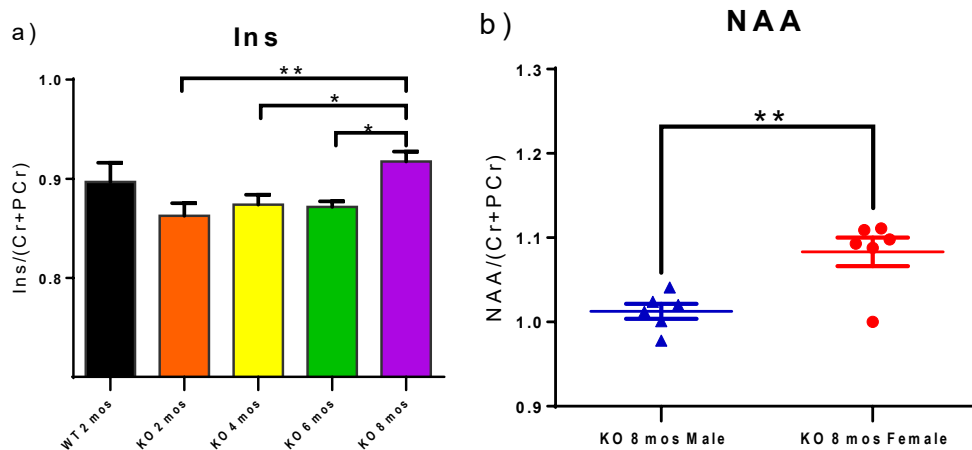 a)
Ins
Ins/(Cr+PCr)
1.0
0.9
0.8
**
*
*
WT 2 mos
KO 2 mos
KO 4 mos
KO 6 mos
KO 8 mos
b)
NAA
NAA/(Cr+PCr)
1.3
1.2
1.1
1.0
0.9
**
KO 8 mos Male
KO 8 mos Female